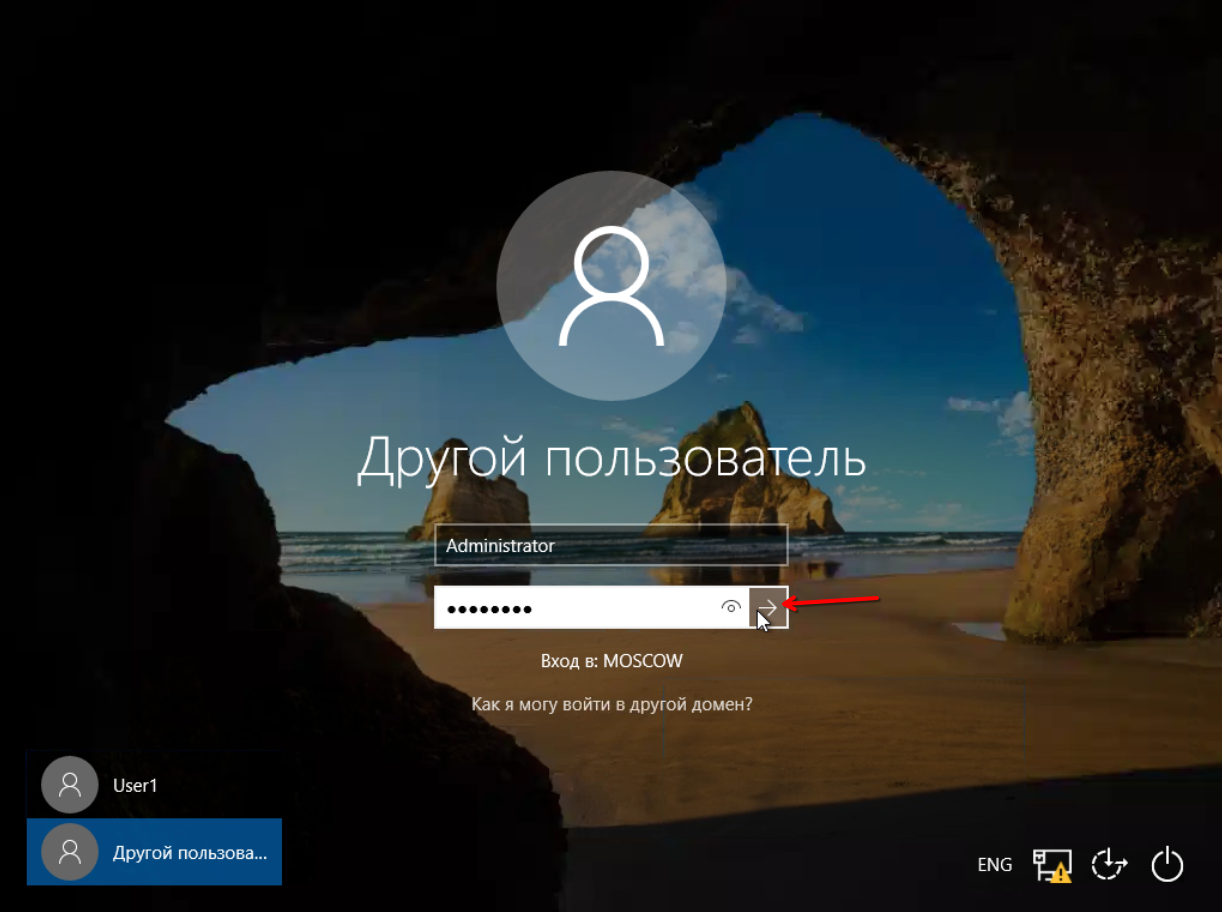 Другой пользователь
Administrator
Вход в: MOSCOW
Как я могу войти в другой домен?
User1
Другой пользова...
ENG